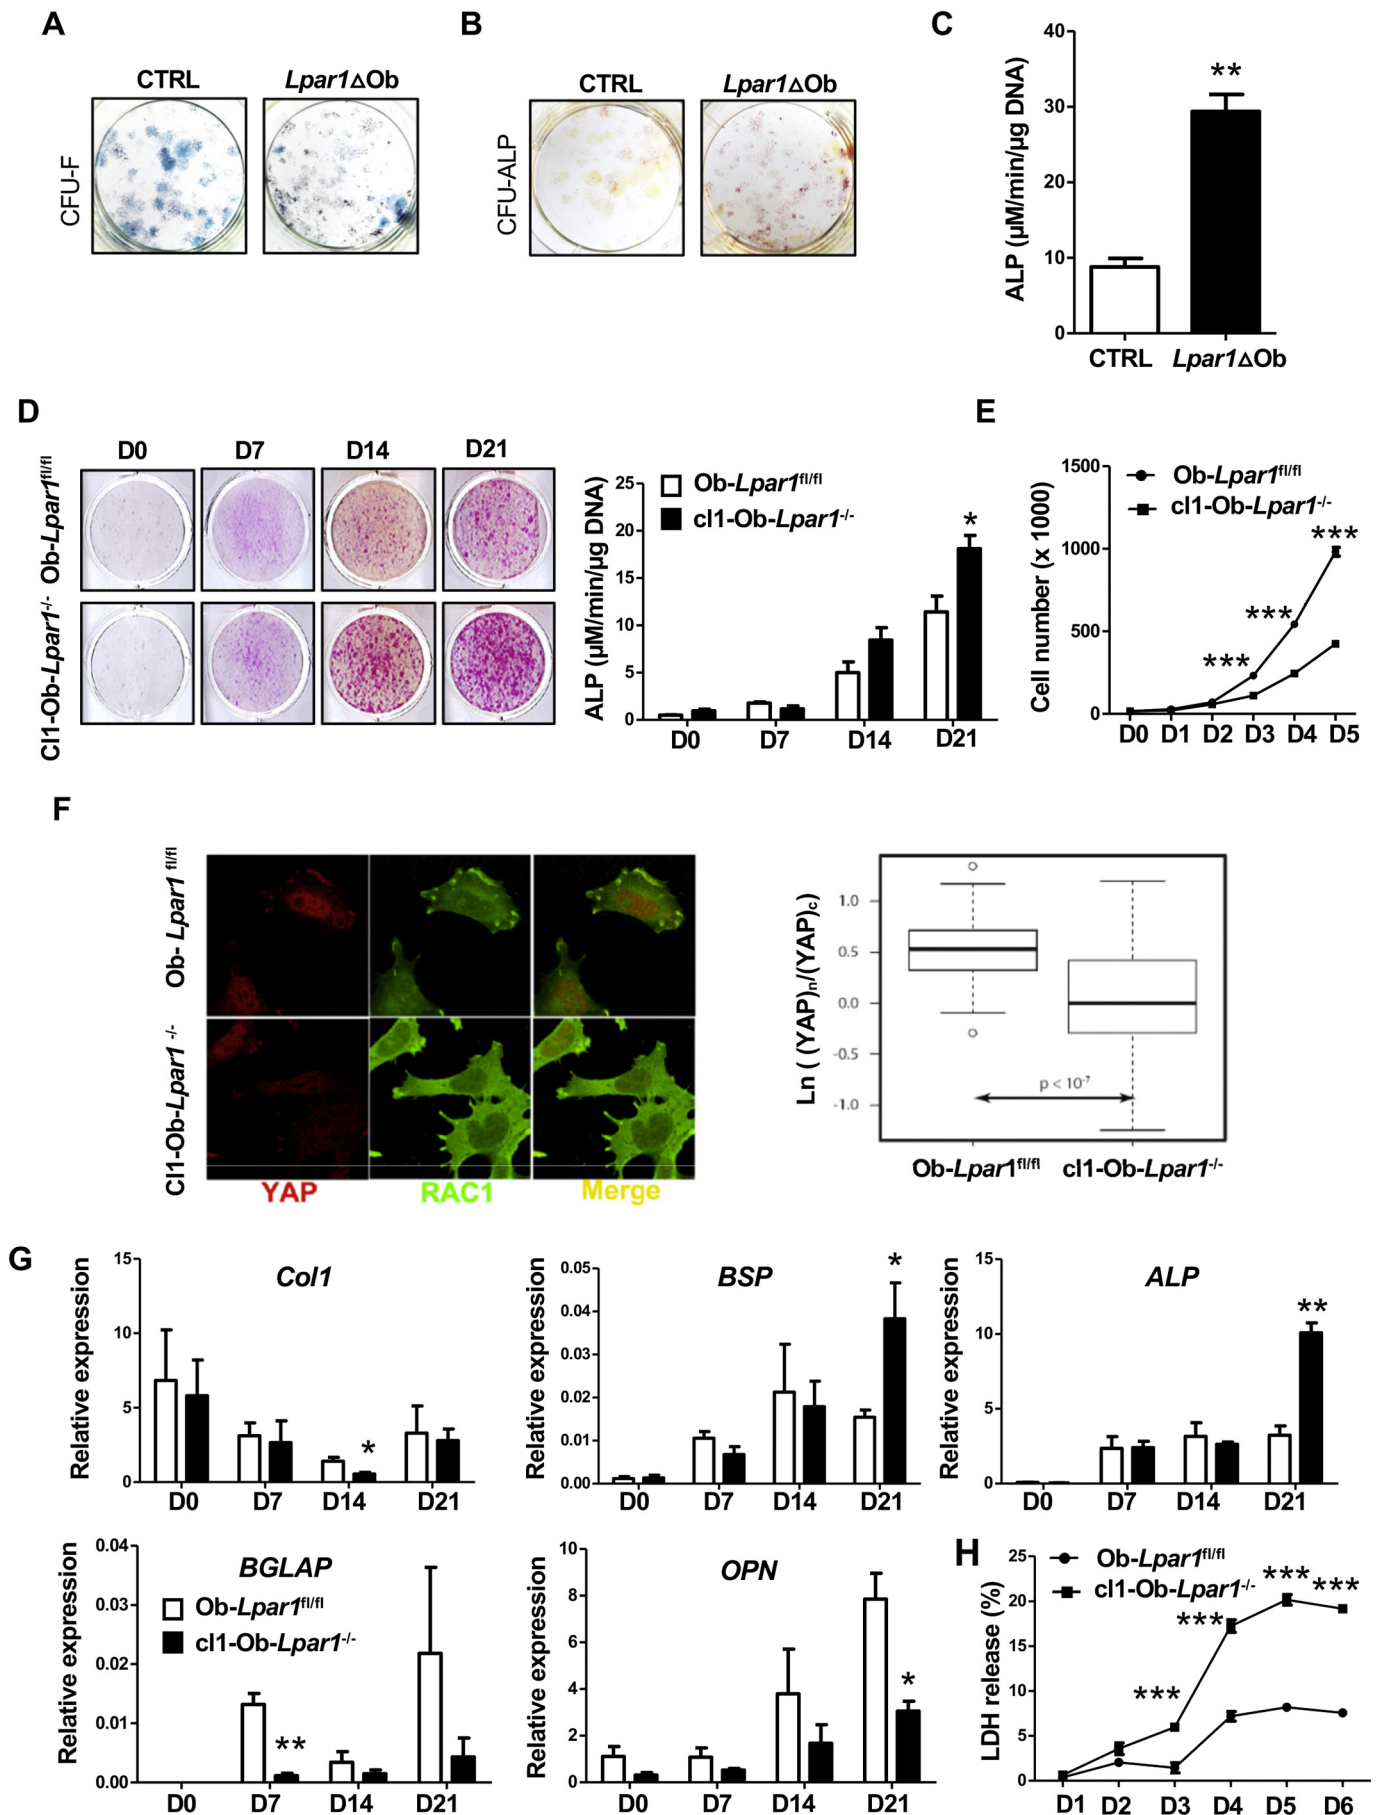 A
CTRL
Lpar1ΔOb
CFU-F
B
CTRL
Lpar1ΔOb
CFU-ALP
C
ALP (µM/min/µg DNA)
40
30
20
10
0
**
CTRL
Lpar1ΔOb
D
D0
D7
D14
D21
Ob-Lpar1fl/fl
Cl1-Ob-Lpar1-/-
ALP (µM/min/µg DNA)
25
20
15
10
5
0
Ob-Lpar1fl/fl
cl1-Ob-Lpar1-/-
*
D0
D7
D14
D21
E
Cell number (x 1000)
1500
1000
500
0
Ob-Lpar1fl/fl
cl1-Ob-Lpar1-/-
***
***
***
D0
D1
D2
D3
D4
D5
F
Ob- Lpar1 fl/fl
Cl1-Ob-Lpar1 -/-
YAP
RAC1
Merge
Ln ( (YAP)n/(YAP)c)
1.0
0.5
0.0
-0.5
-1.0
p < 10-7
Ob-Lpar1fl/fl
cl1-Ob-Lpar1-/-
G
Col1
Relative expression
15
10
5
0
*
D0
D7
D14
D21
BSP
Relative expression
0.05
0.04
0.03
0.02
0.01
0.00
*
D0
D7
D14
D21
ALP
Relative expression
15
10
5
0
**
D0
D7
D14
D21
BGLAP
Relative expression
0.04
0.03
0.02
0.01
0.00
Ob-Lpar1fl/fl
cl1-Ob-Lpar1-/-
**
D0
D7
D14
D21
OPN
Relative expression
10
8
6
4
2
0
*
D0
D7
D14
D21
H
LDH release (%)
25
20
15
10
5
0
Ob-Lpar1fl/fl
cl1-Ob-Lpar1-/-
***
***
***
***
D1
D2
D3
D4
D5
D6